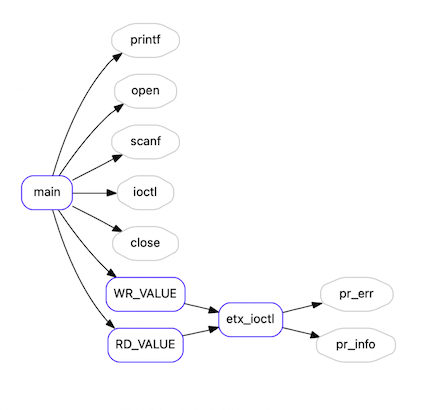 printf
open
scanf
main
ioctl
close
WR_VALUE
pr_err
etx_ioctl
RD_VALUE
pr_info